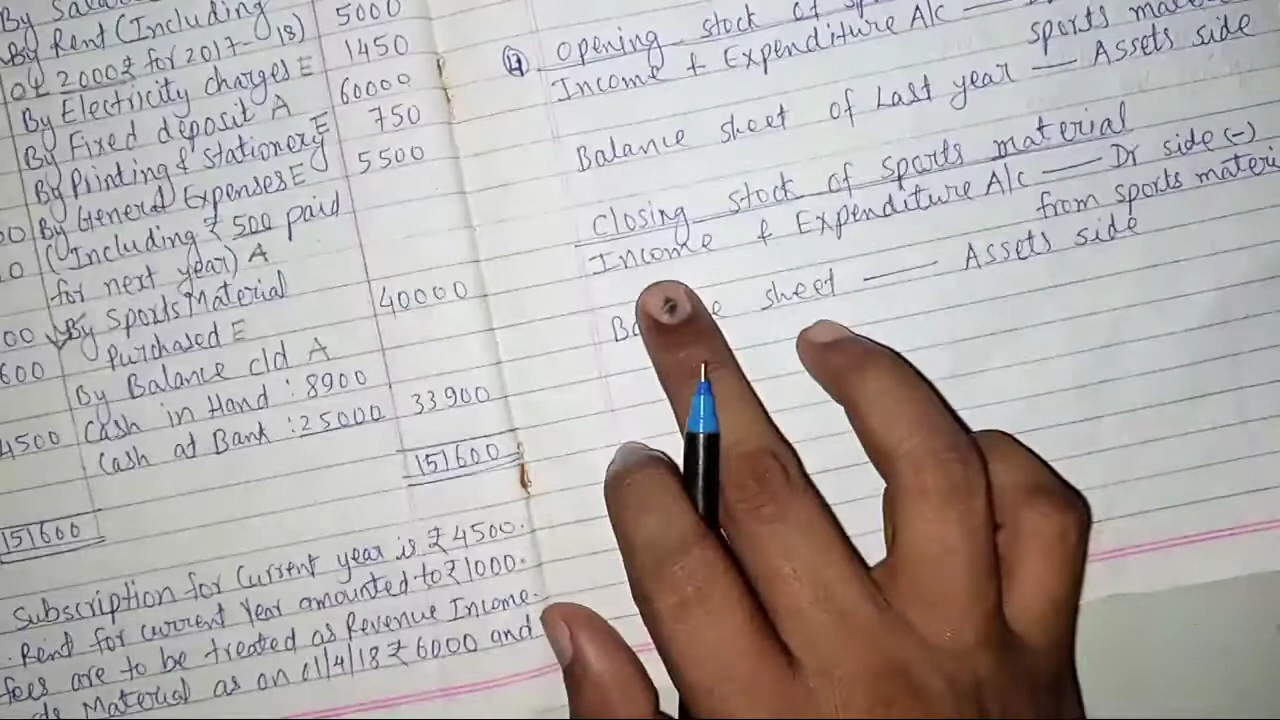 By Rent (Including 5000
of 2000₹ for 2017-18)
By Electricity charges E 1450
By Fixed deposit A 60000
By Printing & Stationery E 750
By General Expenses E 5500
(Including ₹ 500 paid
for next year) A
By Sports Material
Purchased E 40000
By Balance c/d A
Cash in Hand : 8900
Cash at Bank : 25000 33900
4500
151600
151600
Subscription for Current year is ₹4500.
Rend for current Year amounted to ₹1000.
fees are to be treated as Revenue Income.
Material as on 01/4/18 ₹ 6000 and
opening stock of
Income & Expenditure A/c —
sports
Balance sheet of Last year — Assets side
Closing stock of sports material
Income & Expenditure A/c — Dr side (-)
from sports materi
sheet — Assets side